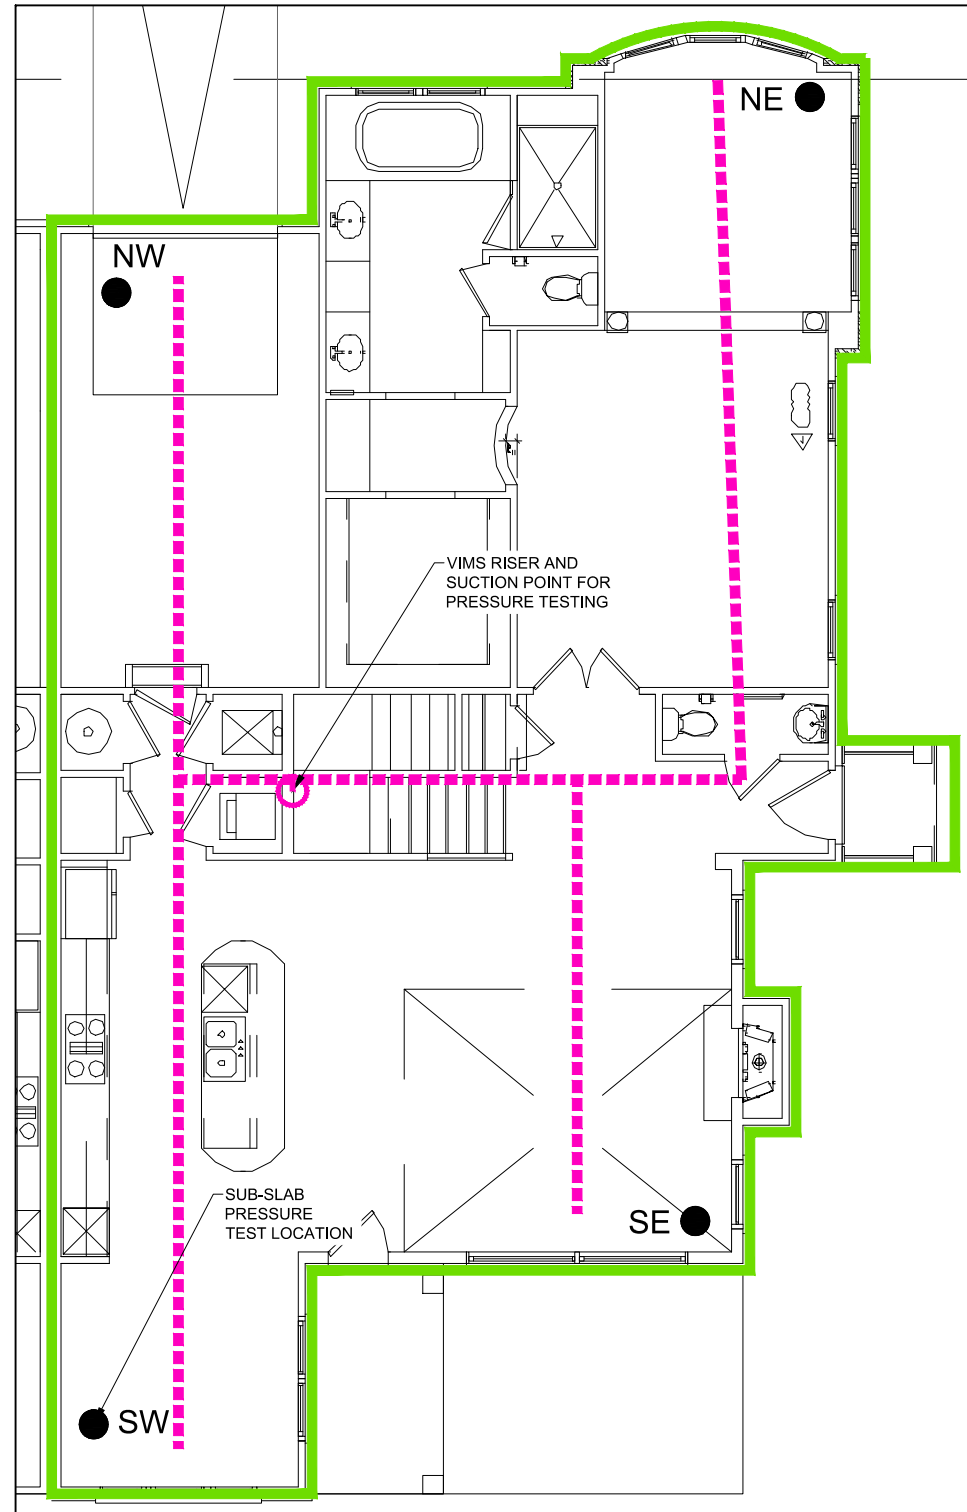 NE
NW
VIMS RISER AND
SUCTION POINT FOR
PRESSURE TESTING
SUB-SLAB
PRESSURE
TEST LOCATION
SE
SW